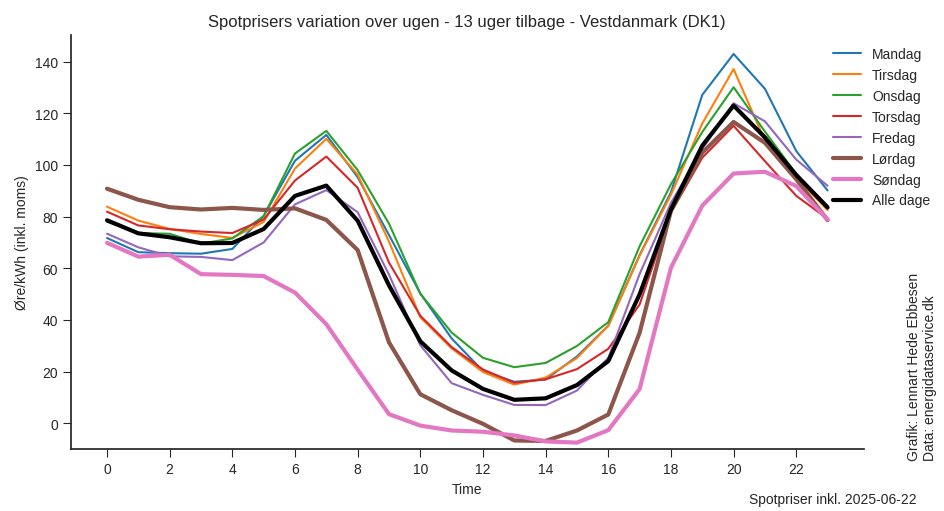 Spotprisers variation over ugen - 13 uger tilbage - Vestdanmark (DK1)
Øre/kWh (inkl. moms)
140
120
100
80
60
40
20
0
0 2 4 6 8 10 12 14 16 18 20 22
Time
Mandag
Tirsdag
Onsdag
Torsdag
Fredag
Lørdag
Søndag
Alle dage
Grafik: Lennart Hede Ebbesen
Data: energidataservice.dk
Spotpriser inkl. 2025-06-22